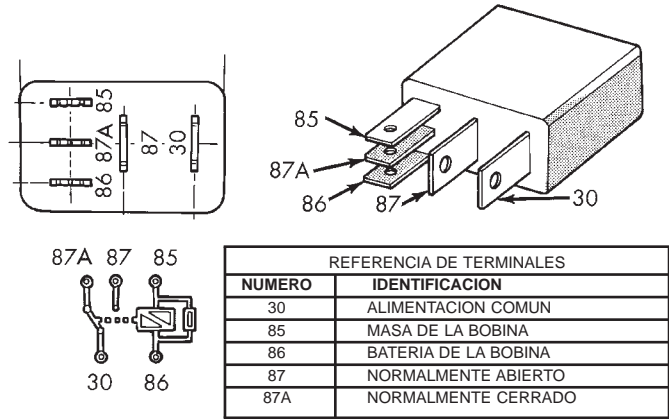 85
87A
86
87
30
85
87A
86
87
30
87A 87 85
30 86
REFERENCIA DE TERMINALES
NUMERO IDENTIFICACION
30 ALIMENTACION COMUN
85 MASA DE LA BOBINA
86 BATERIA DE LA BOBINA
87 NORMALMENTE ABIERTO
87A NORMALMENTE CERRADO